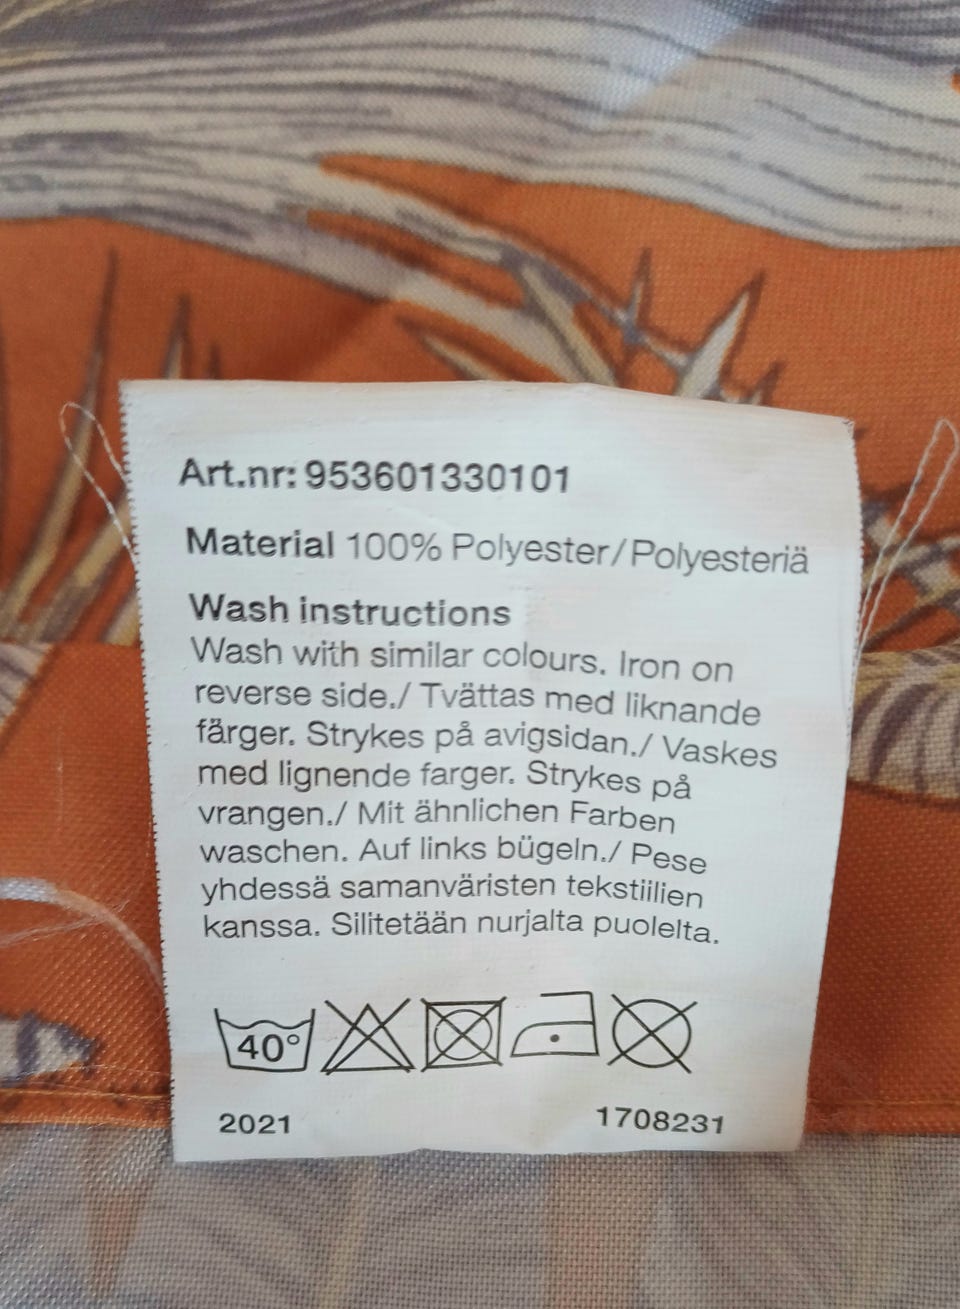 Art.nr: 953601330101
Material 100% Polyester/Polyesteriä
Wash instructions
Wash with similar colours. Iron on
reverse side./ Tvättas med liknande
färger. Strykes på avigsidan./ Vaskes
med lignende farger. Strykes på
vrangen./ Mit ähnlichen Farben
waschen. Auf links bügeln./ Pese
yhdessä samanväristen tekstiilien
kanssa. Silitetään nurjalta puolelta.
40°
2021 1708231